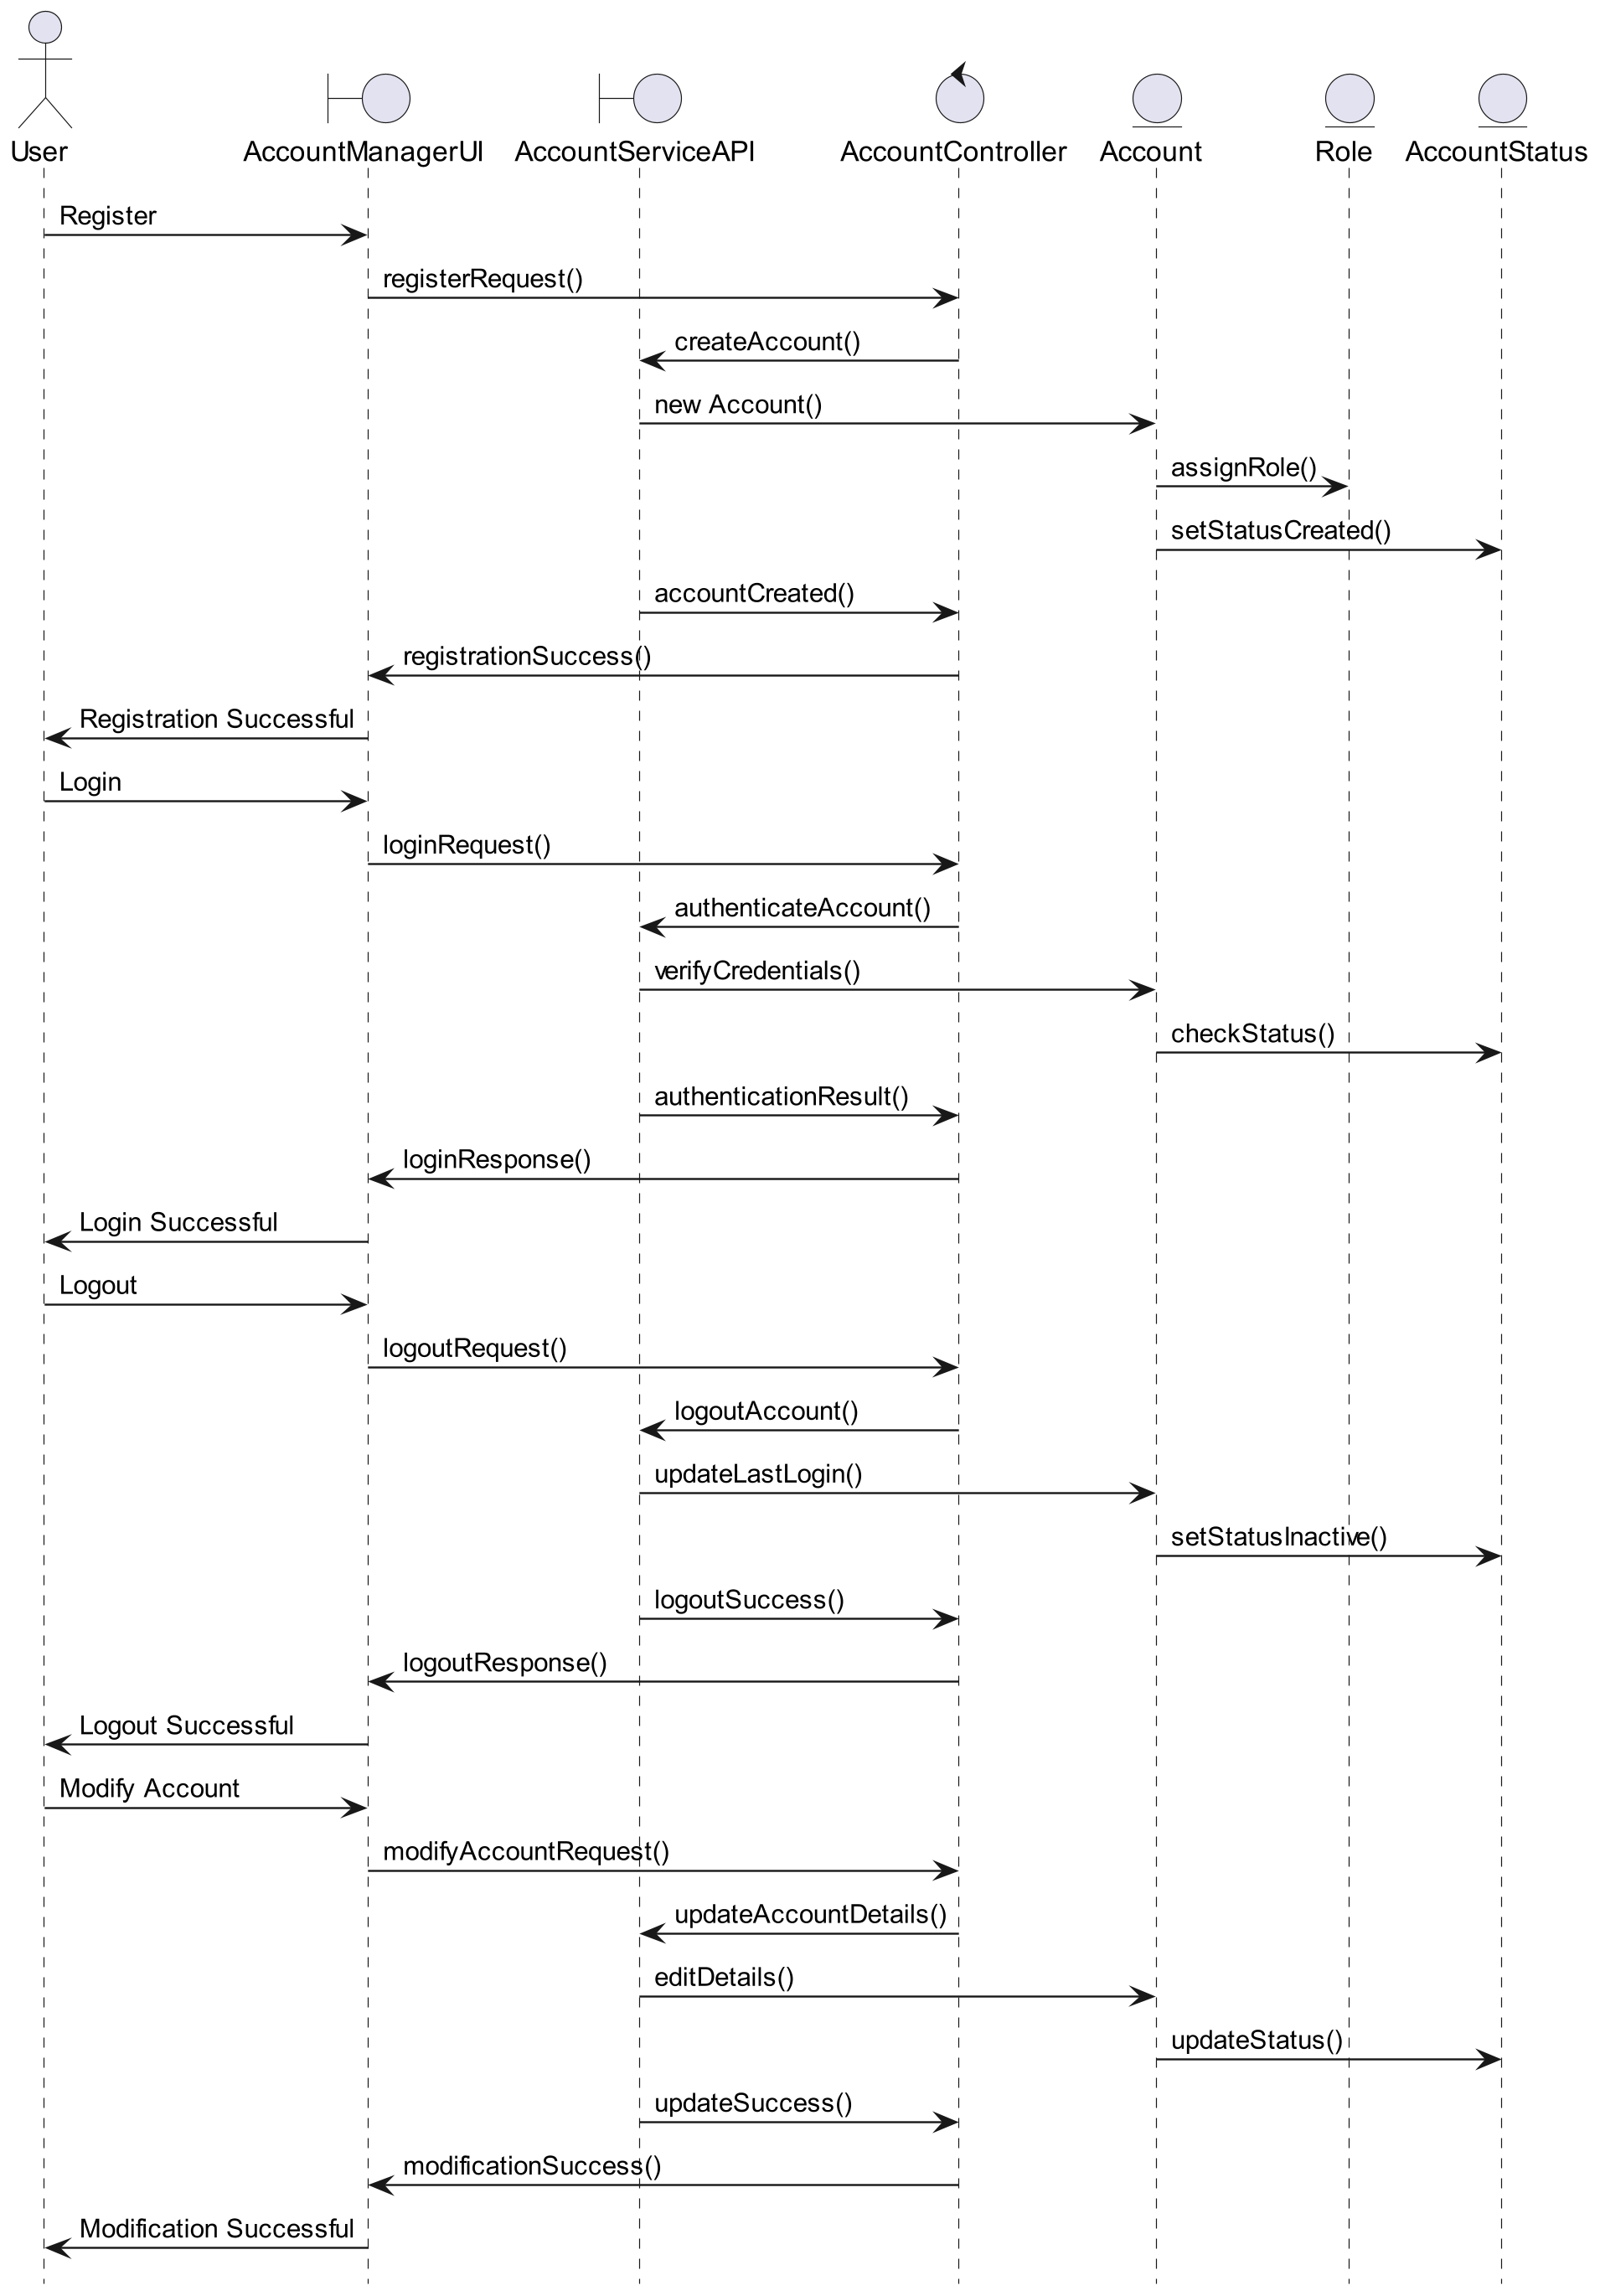 User
AccountManagerUI
AccountServiceAPI
AccountController
Account
Role
AccountStatus
Register
registerRequest()
createAccount()
new Account()
assignRole()
setStatusCreated()
accountCreated()
registrationSuccess()
Registration Successful
Login
loginRequest()
authenticateAccount()
verifyCredentials()
checkStatus()
authenticationResult()
loginResponse()
Login Successful
Logout
logoutRequest()
logoutAccount()
updateLastLogin()
setStatusInactive()
logoutSuccess()
logoutResponse()
Logout Successful
Modify Account
modifyAccountRequest()
updateAccountDetails()
editDetails()
updateStatus()
updateSuccess()
modificationSuccess()
Modification Successful